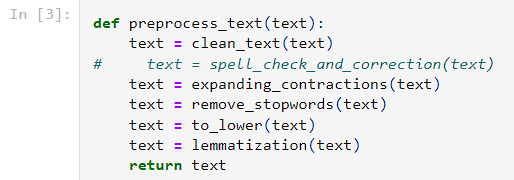 In [3]:
def preprocess_text(text):
    text = clean_text(text)
#     text = spell_check_and_correction(text)
    text = expanding_contractions(text)
    text = remove_stopwords(text)
    text = to_lower(text)
    text = lemmatization(text)
    return text